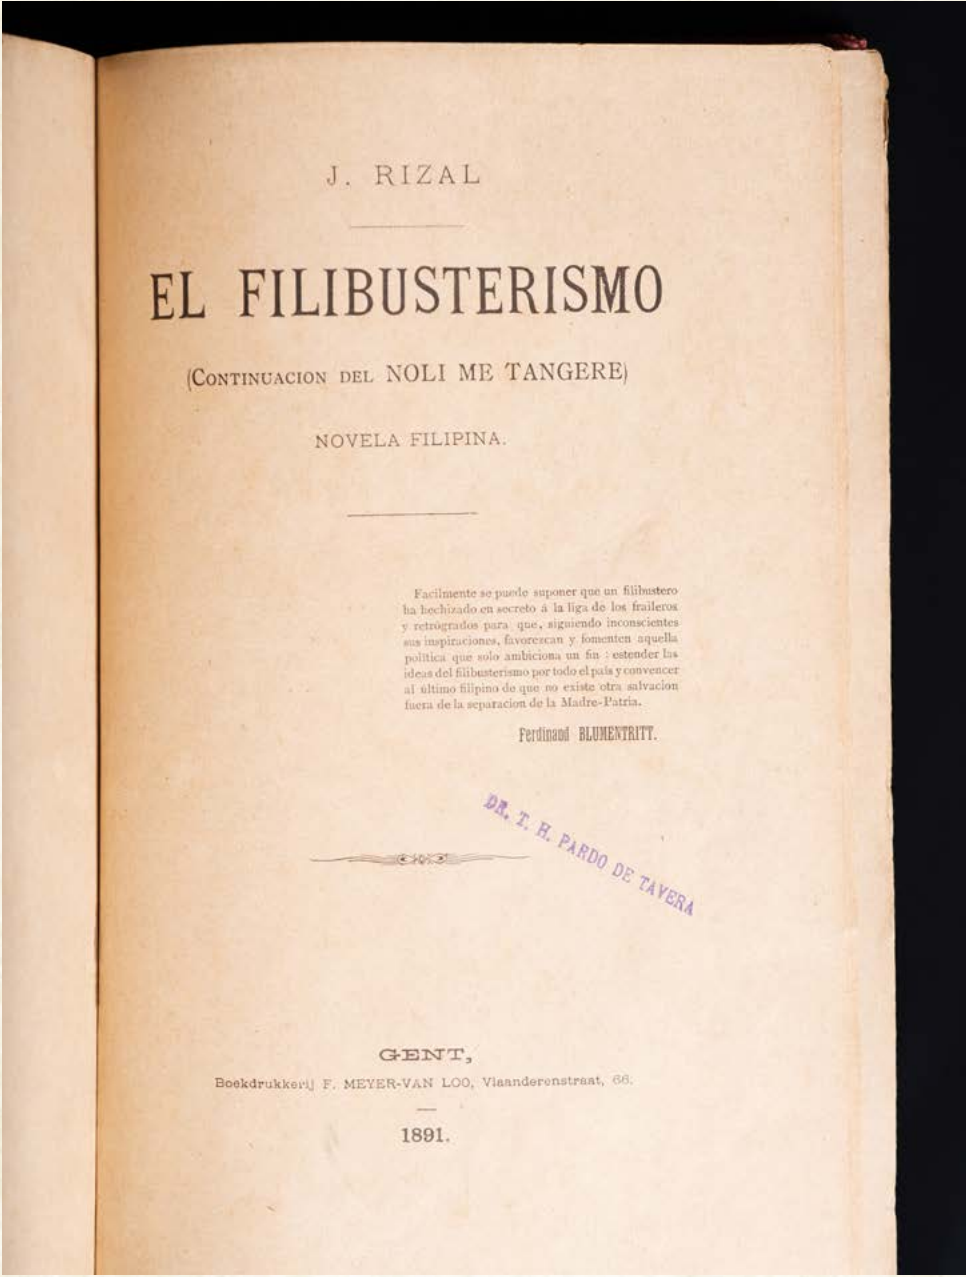 J. RIZAL
EL FILIBUSTERISMO
(CONTINUACION DEL NOLI ME TANGERE)
NOVELA FILIPINA.
Facilmente se puede suponer que un filibustero
ha hechizado en secreto á la liga de los fraileros
y retrógrados para que, siguiendo inconscientes
sus inspiraciones, favorezcan y fomenten aquella
política que solo ambiciona un fin : estender las
ideas del filibusterismo por todo el país y convencer
al último filipino de que no existe otra salvacion
fuera de la separacion de la Madre-Patria.
Ferdinand BLUMENTRITT.
DR. T. H. PARDO DE TAVERA
GENT,
Boekdrukkerij F. MEYER-VAN LOO, Vlaanderenstraat, 66.
1891.